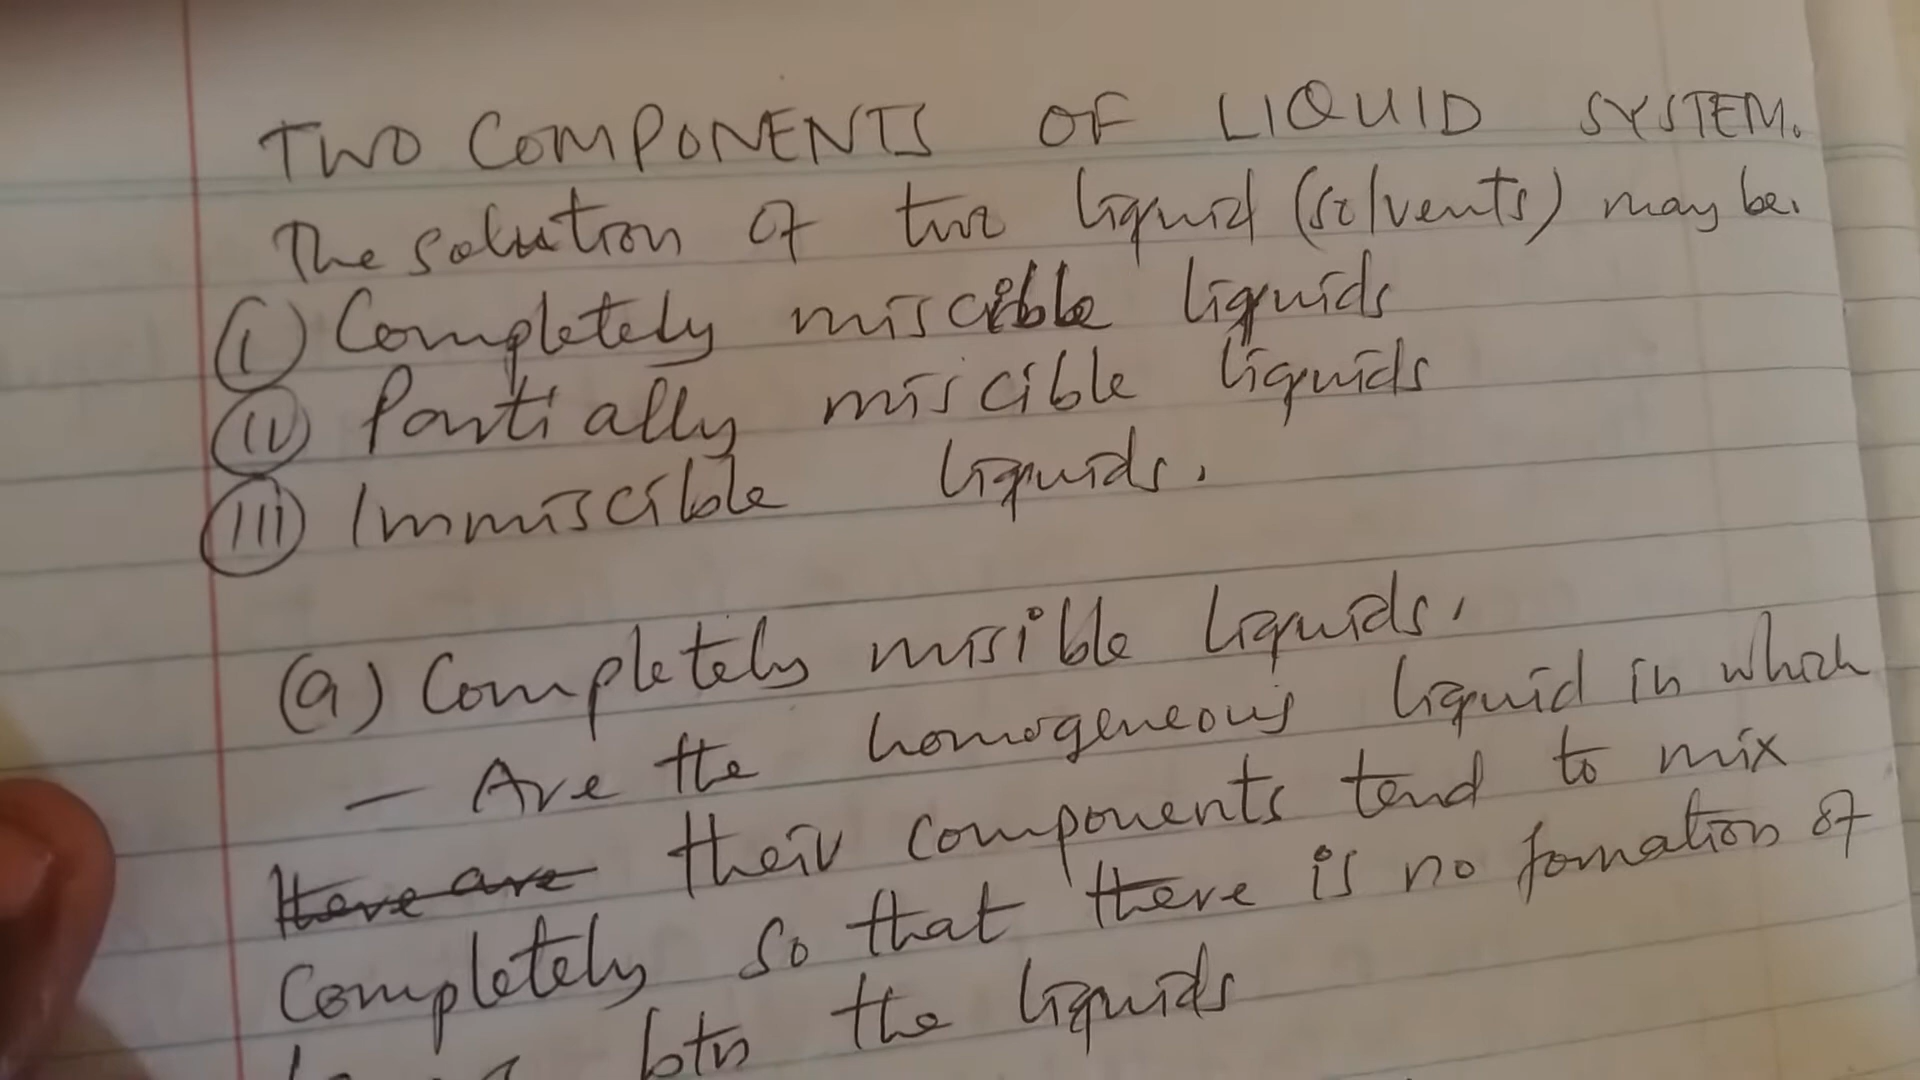 TWO COMPONENTS OF LIQUID SYSTEM.
The solution of two liquid (solvents) may be.
(i) Completely miscible liquids
(ii) Partially miscible liquids
(iii) Immiscible liquids.
(a) Completely misible liquids.
- Are the homogeneous liquid in which
Here are their components tend to mix
Completely so that there is no fomation of
btn the liquids